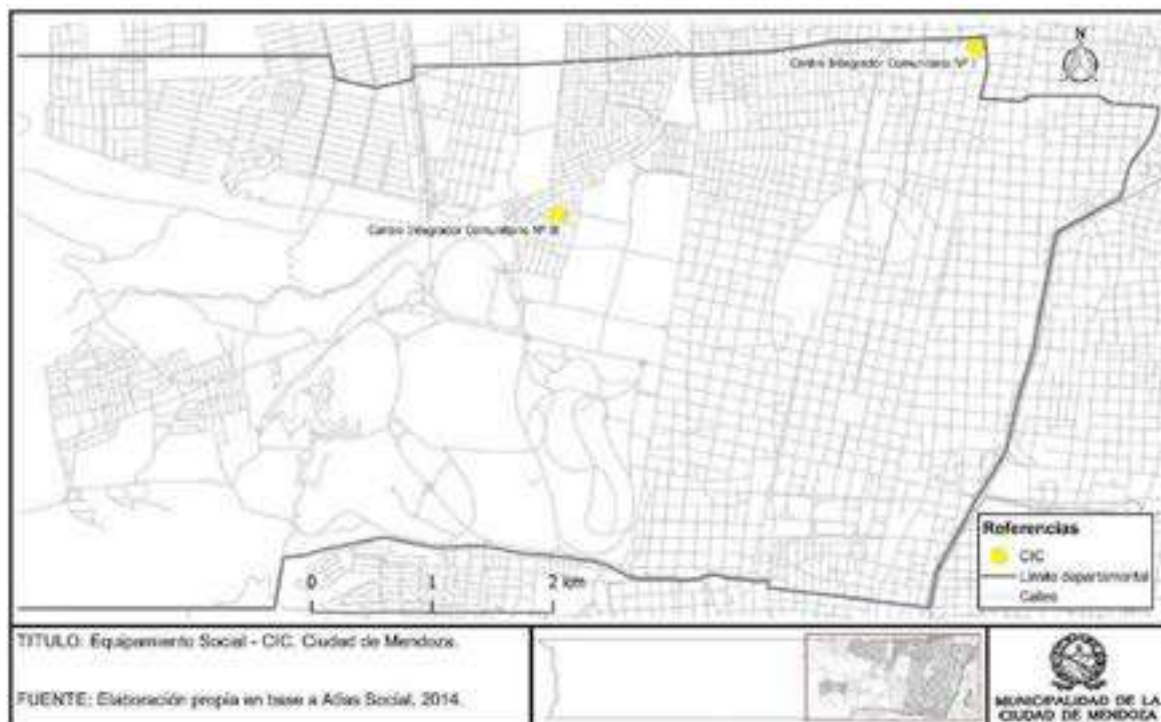 N
Centro Integrador Comunitario Nº I
Centro Integrador Comunitario Nº III
Referencias
CIC
Límite departamental
Calles
0 1 2 km
TITULO: Equipamiento Social - CIC. Ciudad de Mendoza.
FUENTE: Elaboración propia en base a Atlas Social, 2014.
MUNICIPALIDAD DE LA
CIUDAD DE MENDOZA